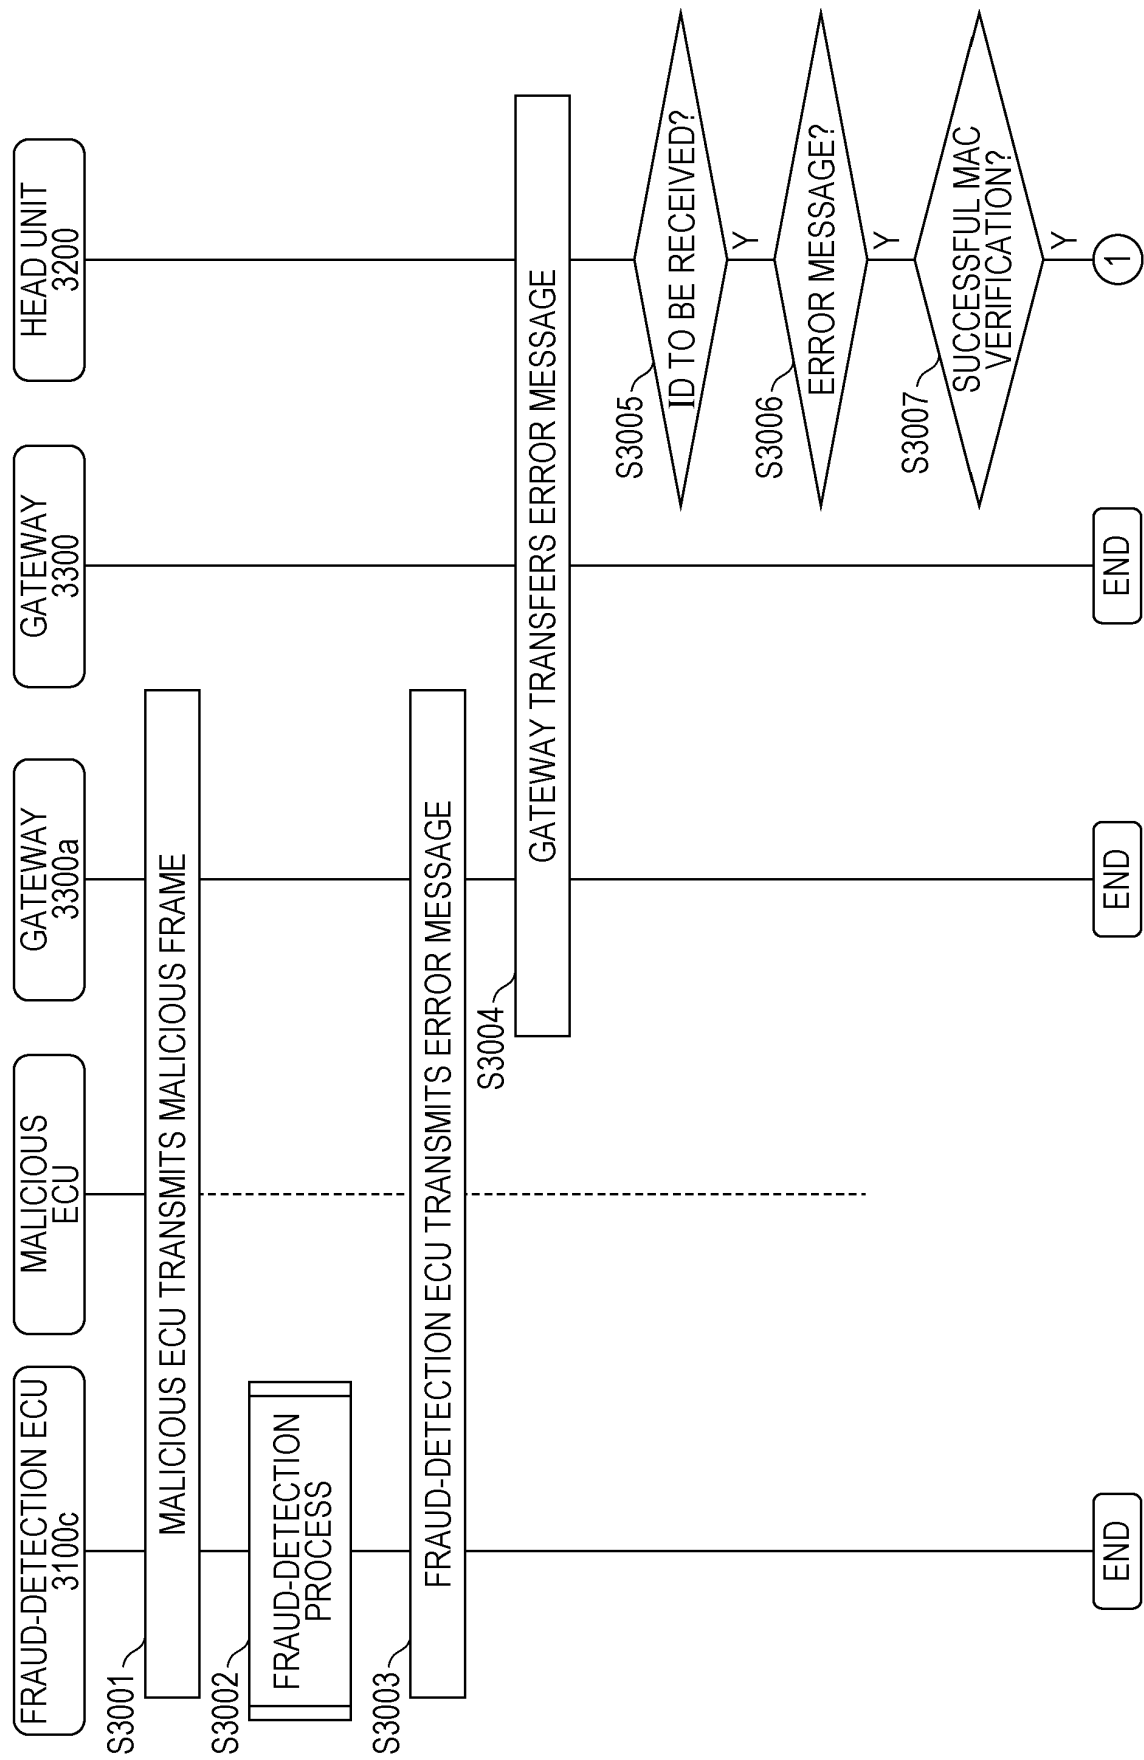 FRAUD-DETECTION ECU
3100c
MALICIOUS
ECU
GATEWAY
3300a
GATEWAY
3300
HEAD UNIT
3200
S3001
MALICIOUS ECU TRANSMITS MALICIOUS FRAME
S3002
FRAUD-DETECTION
PROCESS
S3003
FRAUD-DETECTION ECU TRANSMITS ERROR MESSAGE
S3004
GATEWAY TRANSFERS ERROR MESSAGE
S3005
ID TO BE RECEIVED?
Y
S3006
ERROR MESSAGE?
Y
S3007
SUCCESSFUL MAC
VERIFICATION?
Y
END
END
END
1